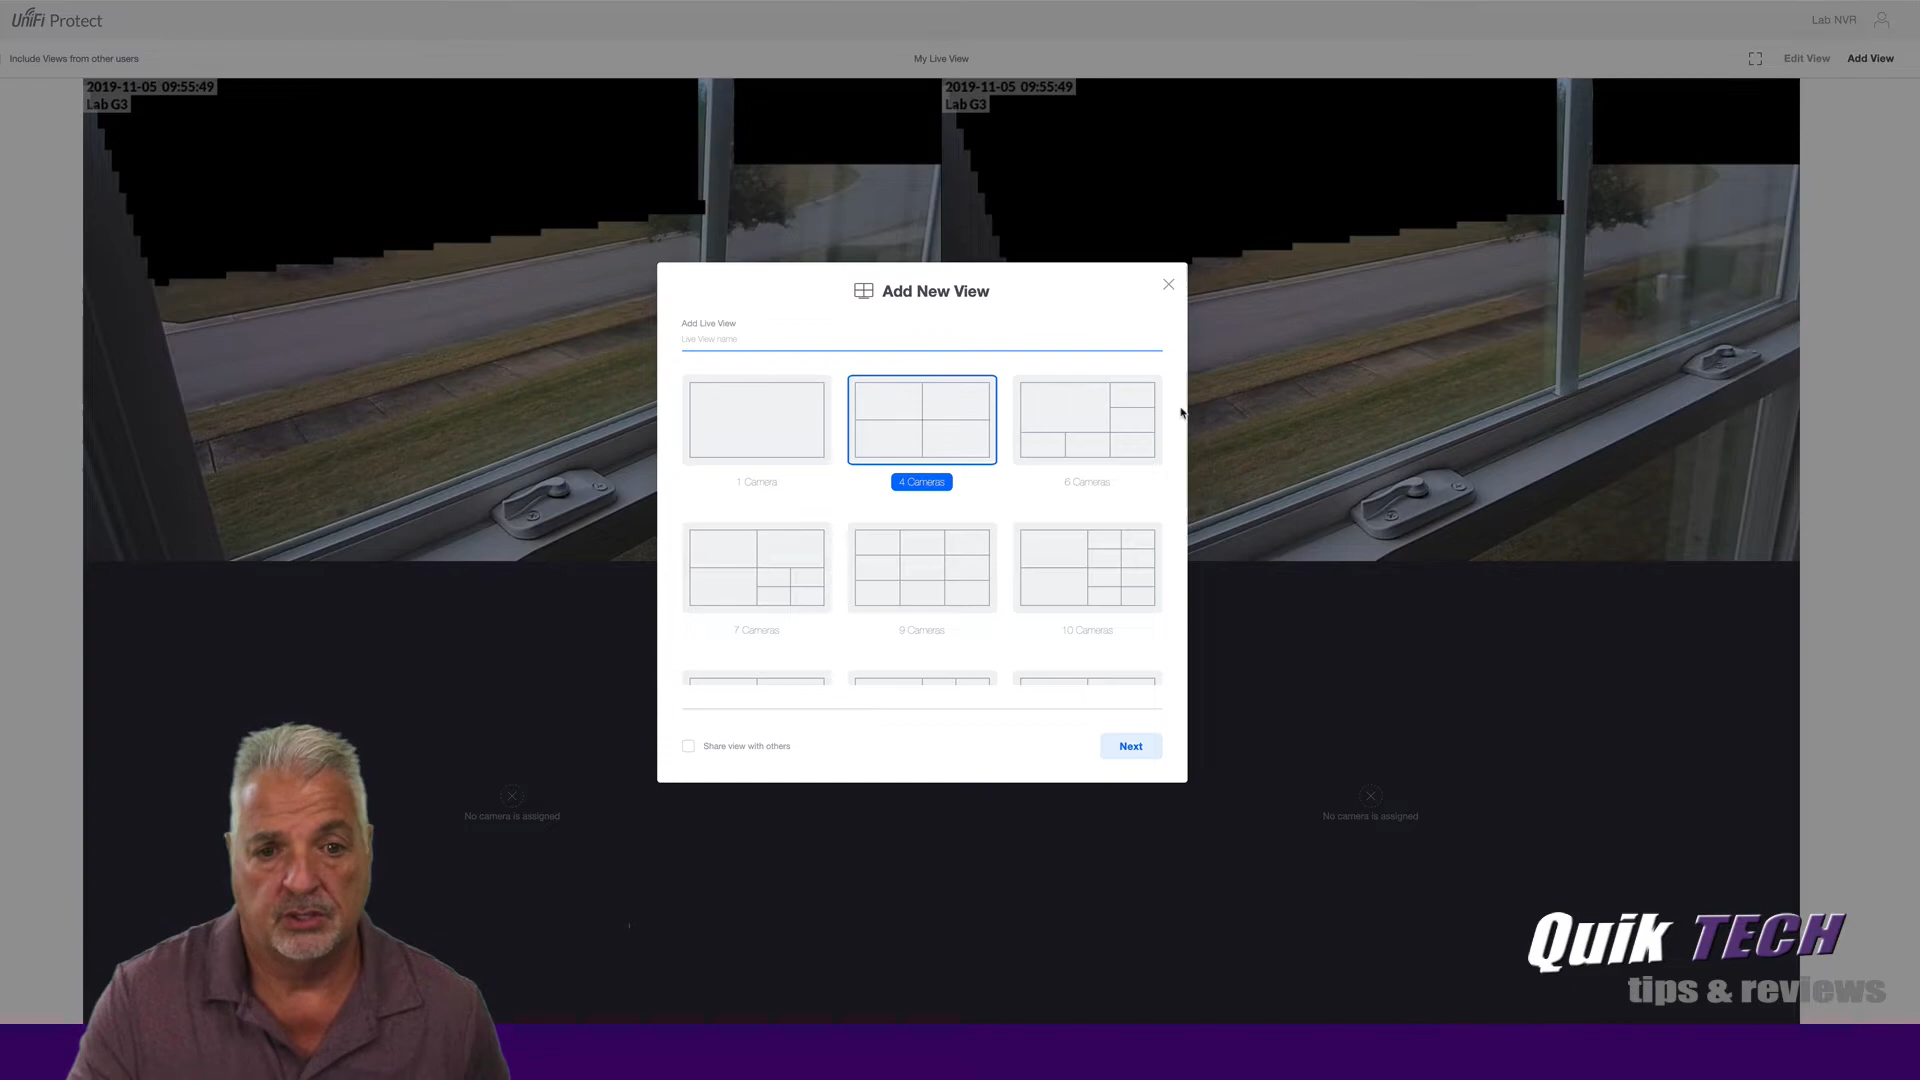 UniFi Protect
Lab NVR
Include Views from other users
My Live View
Edit View
Add View
2019-11-05 09:55:49
Lab G3
2019-11-05 09:55:49
Lab G3
Add New View
Add Live View
Live View name
1 Camera
4 Cameras
6 Cameras
7 Cameras
9 Cameras
10 Cameras
Share view with others
Next
No camera is assigned
No camera is assigned
Quik TECH
tips & reviews